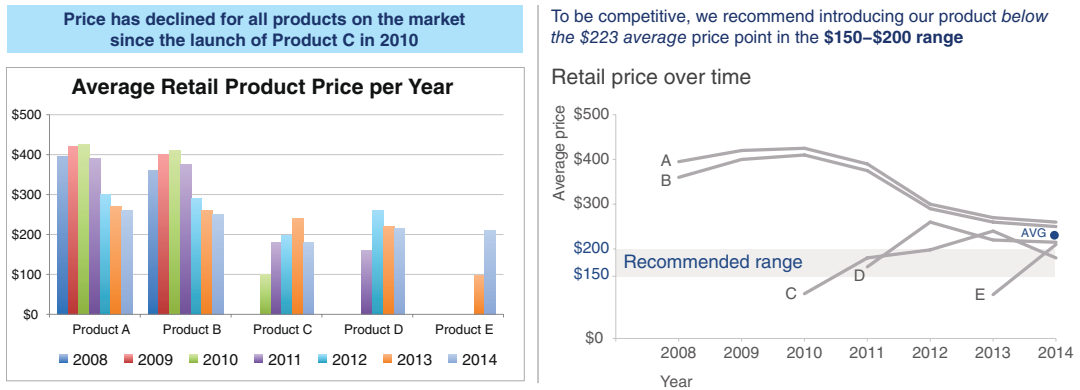 Price has declined for all products on the market
since the launch of Product C in 2010
Average Retail Product Price per Year
$500
$400
$300
$200
$100
$0
Product A
Product B
Product C
Product D
Product E
2008
2009
2010
2011
2012
2013
2014
To be competitive, we recommend introducing our product below
the $223 average price point in the $150–$200 range
Retail price over time
Average price
$500
$400
$300
$200
$150
$0
A
B
C
D
E
AVG
Recommended range
2008
2009
2010
2011
2012
2013
2014
Year